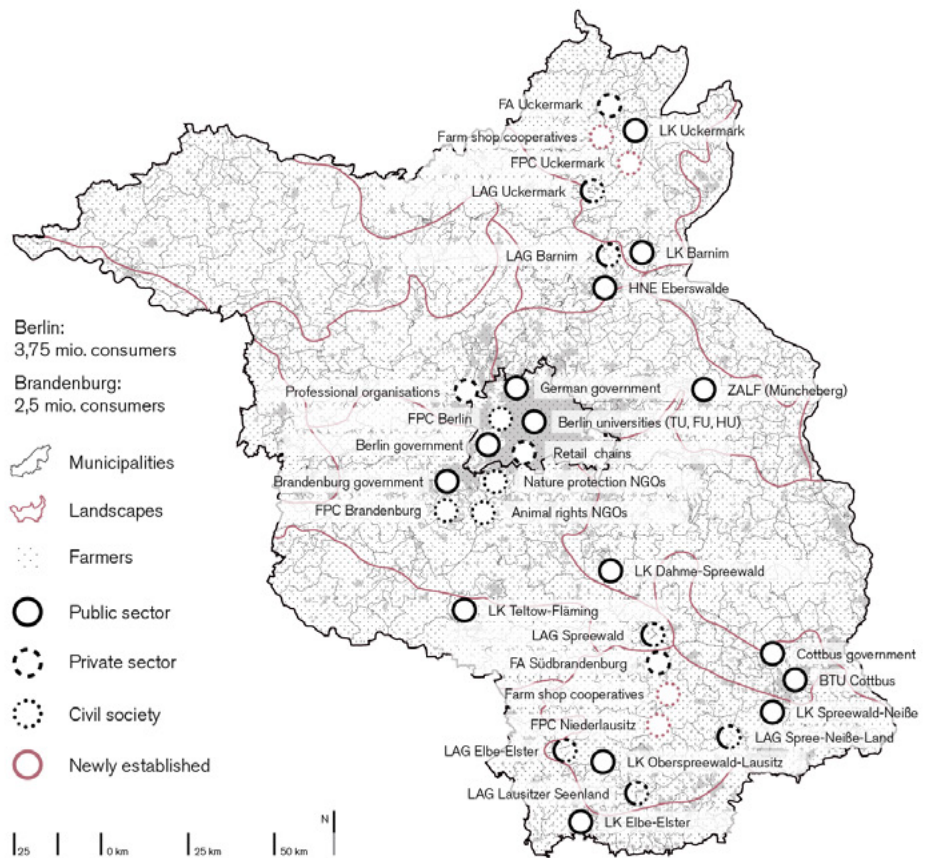 FA Uckermark
Farm shop cooperatives
LK Uckermark
FPC Uckermark
LAG Uckermark
LAG Barnim
LK Barnim
HNE Eberswalde
Berlin:
3,75 mio. consumers
Brandenburg:
2,5 mio. consumers
Professional organisations
German government
ZALF (Müncheberg)
FPC Berlin
Berlin universities (TU, FU, HU)
Berlin government
Retail chains
Brandenburg government
Nature protection NGOs
FPC Brandenburg
Animal rights NGOs
Municipalities
Landscapes
Farmers
Public sector
Private sector
Civil society
Newly established
LK Dahme-Spreewald
LK Teltow-Fläming
LAG Spreewald
Cottbus government
FA Südbrandenburg
BTU Cottbus
Farm shop cooperatives
LK Spreewald-Neiße
FPC Niederlausitz
LAG Spree-Neiße-Land
LAG Elbe-Elster
LK Oberspreewald-Lausitz
LAG Lausitzer Seenland
LK Elbe-Elster
N
25
0 km
25 km
50 km